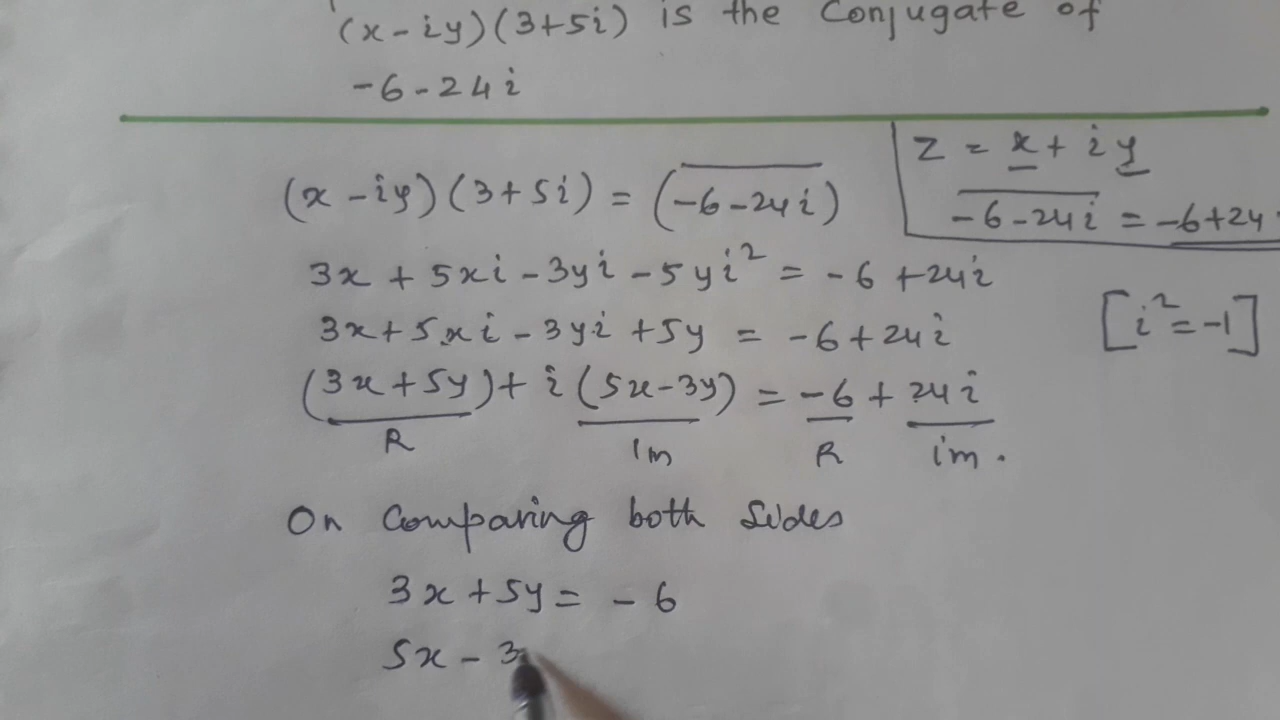 (x-iy)(3+5i) is the Conjugate of
-6-24i
(x-iy)(3+5i) = (\overline{-6-24i})
z = x + iy
\overline{-6-24i} = -6+24
3x + 5xi - 3yi - 5yi² = -6 + 24i
[i² = -1]
3x + 5xi - 3yi + 5y = -6 + 24i
(3x + 5y) + i(5x - 3y) = -6 + 24i
R Im R im.
On Comparing both Sides
3x + 5y = -6
5x - 3